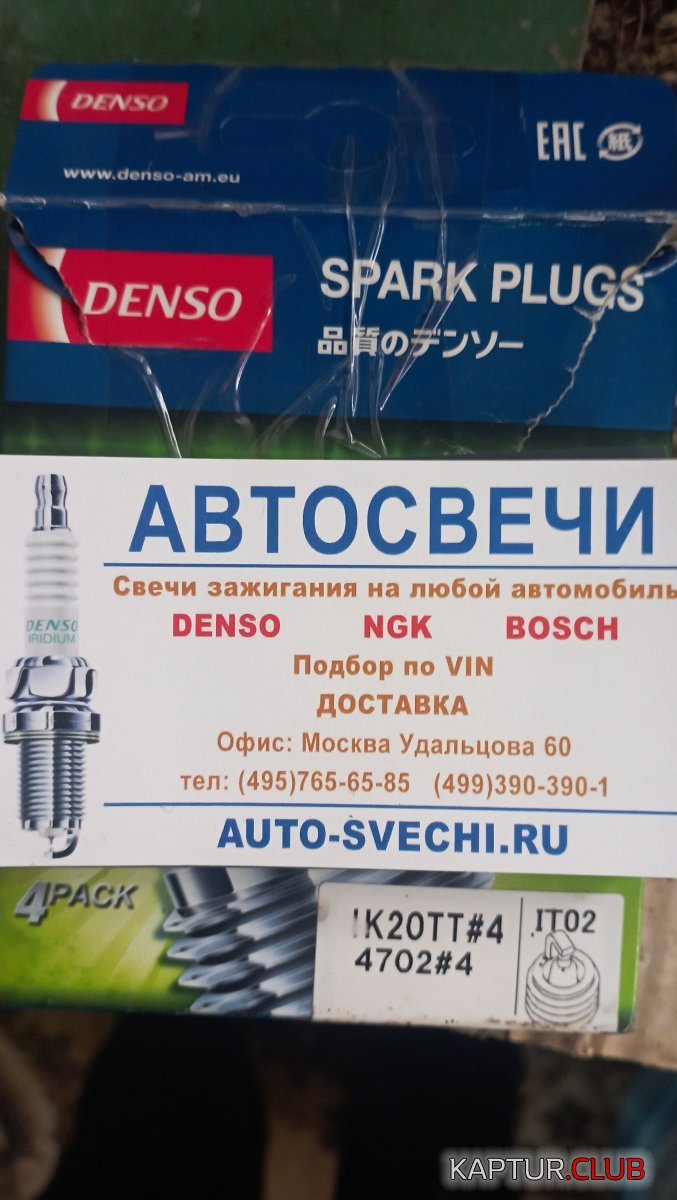 DENSO
EAC
www.denso-am.eu
DENSO
SPARK PLUGS
品質のデンソー
АВТОСВЕЧИ
Свечи зажигания на любой автомобиль
DENSO NGK BOSCH
DENSO
IRIDIUM
Подбор по VIN
ДОСТАВКА
Офис: Москва Удальцова 60
тел: (495)765-65-85 (499)390-390-1
AUTO-SVECHI.RU
4PACK
IK20TT#4
4702#4
IT02
KAPTUR.CLUB